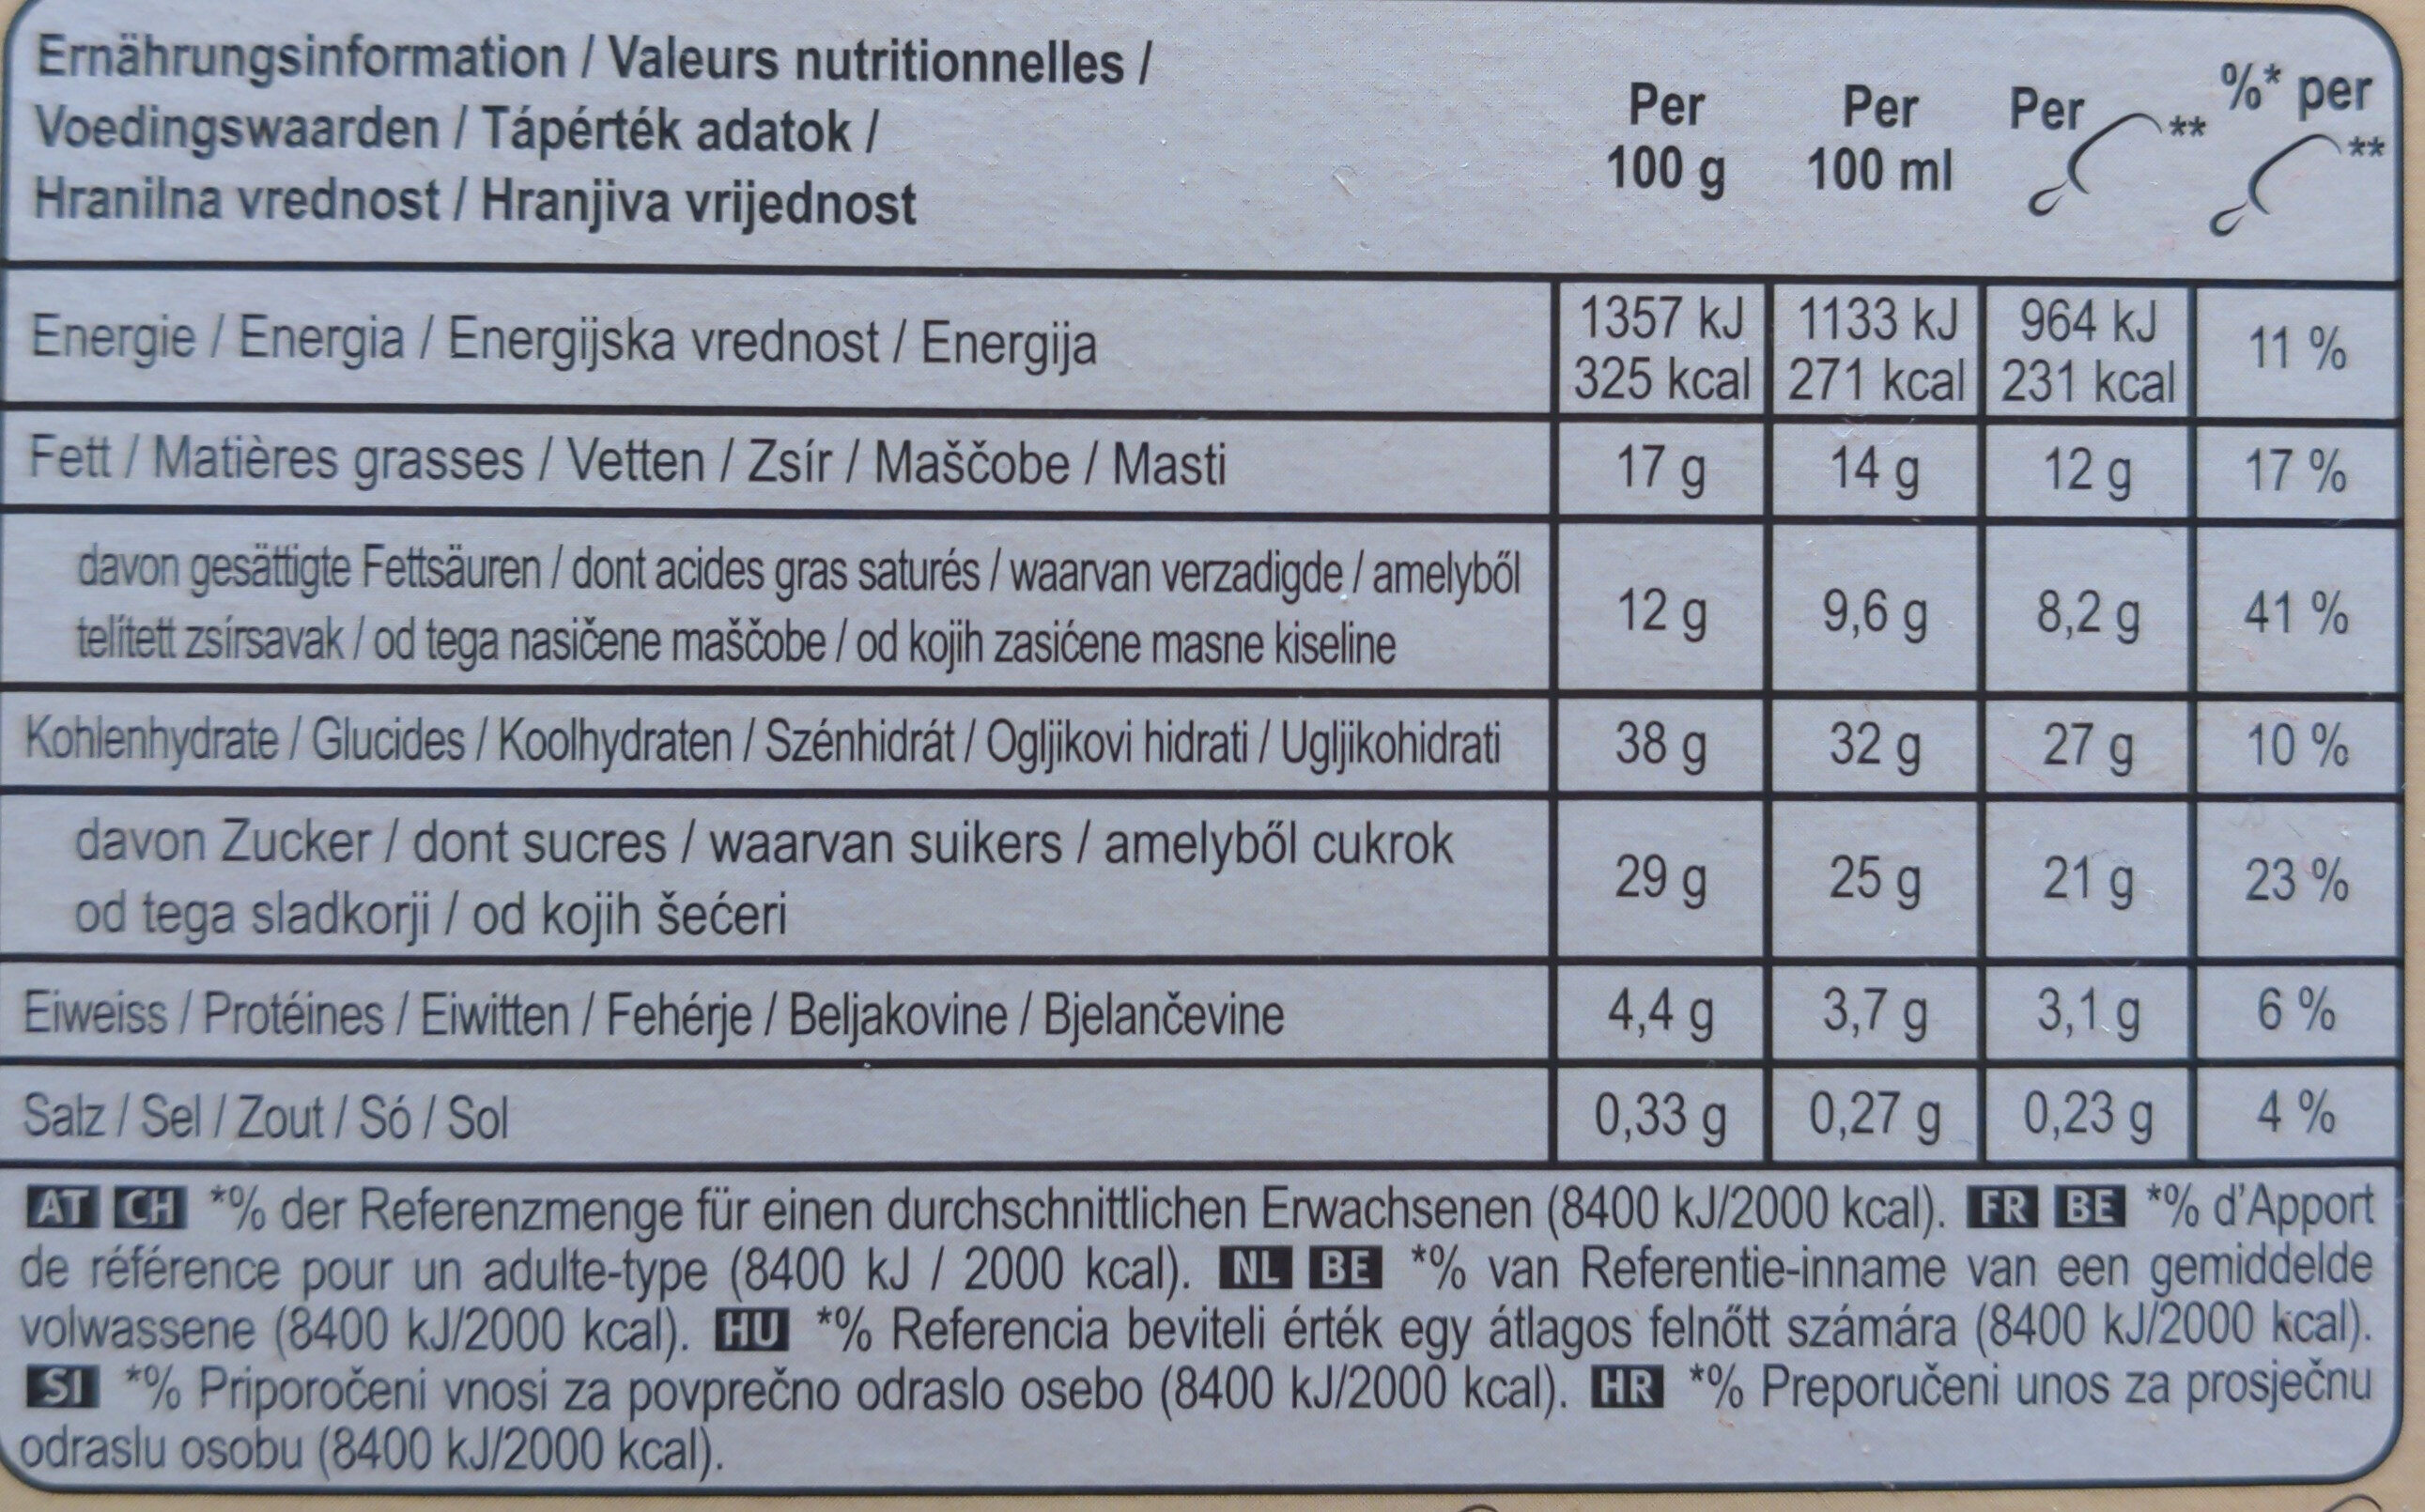 Ernährungsinformation / Valeurs nutritionnelles /
Voedingswaarden / Tápérték adatok /
Hranilna vrednost / Hranjiva vrijednost
Per 100 g
Per 100 ml
Per **
%* per **
Energie / Energia / Energijska vrednost / Energija
1357 kJ 1133 kJ 964 kJ
325 kcal 271 kcal 231 kcal
11 %
Fett / Matières grasses / Vetten / Zsír / Maščobe / Masti 17 g 14 g 12 g 17 %
davon gesättigte Fettsäuren / dont acides gras saturés / waarvan verzadigde / amelyből
telített zsírsavak / od tega nasičene maščobe / od kojih zasićene masne kiseline
12 g 9,6 g 8,2 g 41 %
Kohlenhydrate / Glucides / Koolhydraten / Szénhidrát / Ogljikovi hidrati / Ugljikohidrati 38 g 32 g 27 g 10 %
davon Zucker / dont sucres / waarvan suikers / amelyből cukrok
od tega sladkorji / od kojih šećeri
29 g 25 g 21 g 23 %
Eiweiss / Protéines / Eiwitten / Fehérje / Beljakovine / Bjelančevine 4,4 g 3,7 g 3,1 g 6 %
Salz / Sel / Zout / Só / Sol 0,33 g 0,27 g 0,23 g 4 %
AT CH *% der Referenzmenge für einen durchschnittlichen Erwachsenen (8400 kJ/2000 kcal). FR BE *% d'Apport
de référence pour un adulte-type (8400 kJ / 2000 kcal). NL BE *% van Referentie-inname van een gemiddelde
volwassene (8400 kJ/2000 kcal). HU *% Referencia beviteli érték egy átlagos felnőtt számára (8400 kJ/2000 kcal).
SI *% Priporočeni vnosi za povprečno odraslo osebo (8400 kJ/2000 kcal). HR *% Preporučeni unos za prosječnu
odraslu osobu (8400 kJ/2000 kcal).